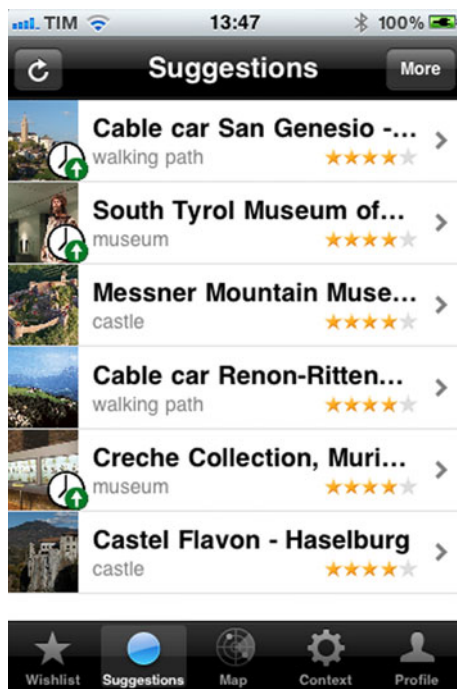 TIM 13:47 100%
Suggestions More
Cable car San Genesio -...
walking path
South Tyrol Museum of...
museum
Messner Mountain Muse...
castle
Cable car Renon-Ritten...
walking path
Creche Collection, Muri...
museum
Castel Flavon - Haselburg
castle
Wishlist Suggestions Map Context Profile